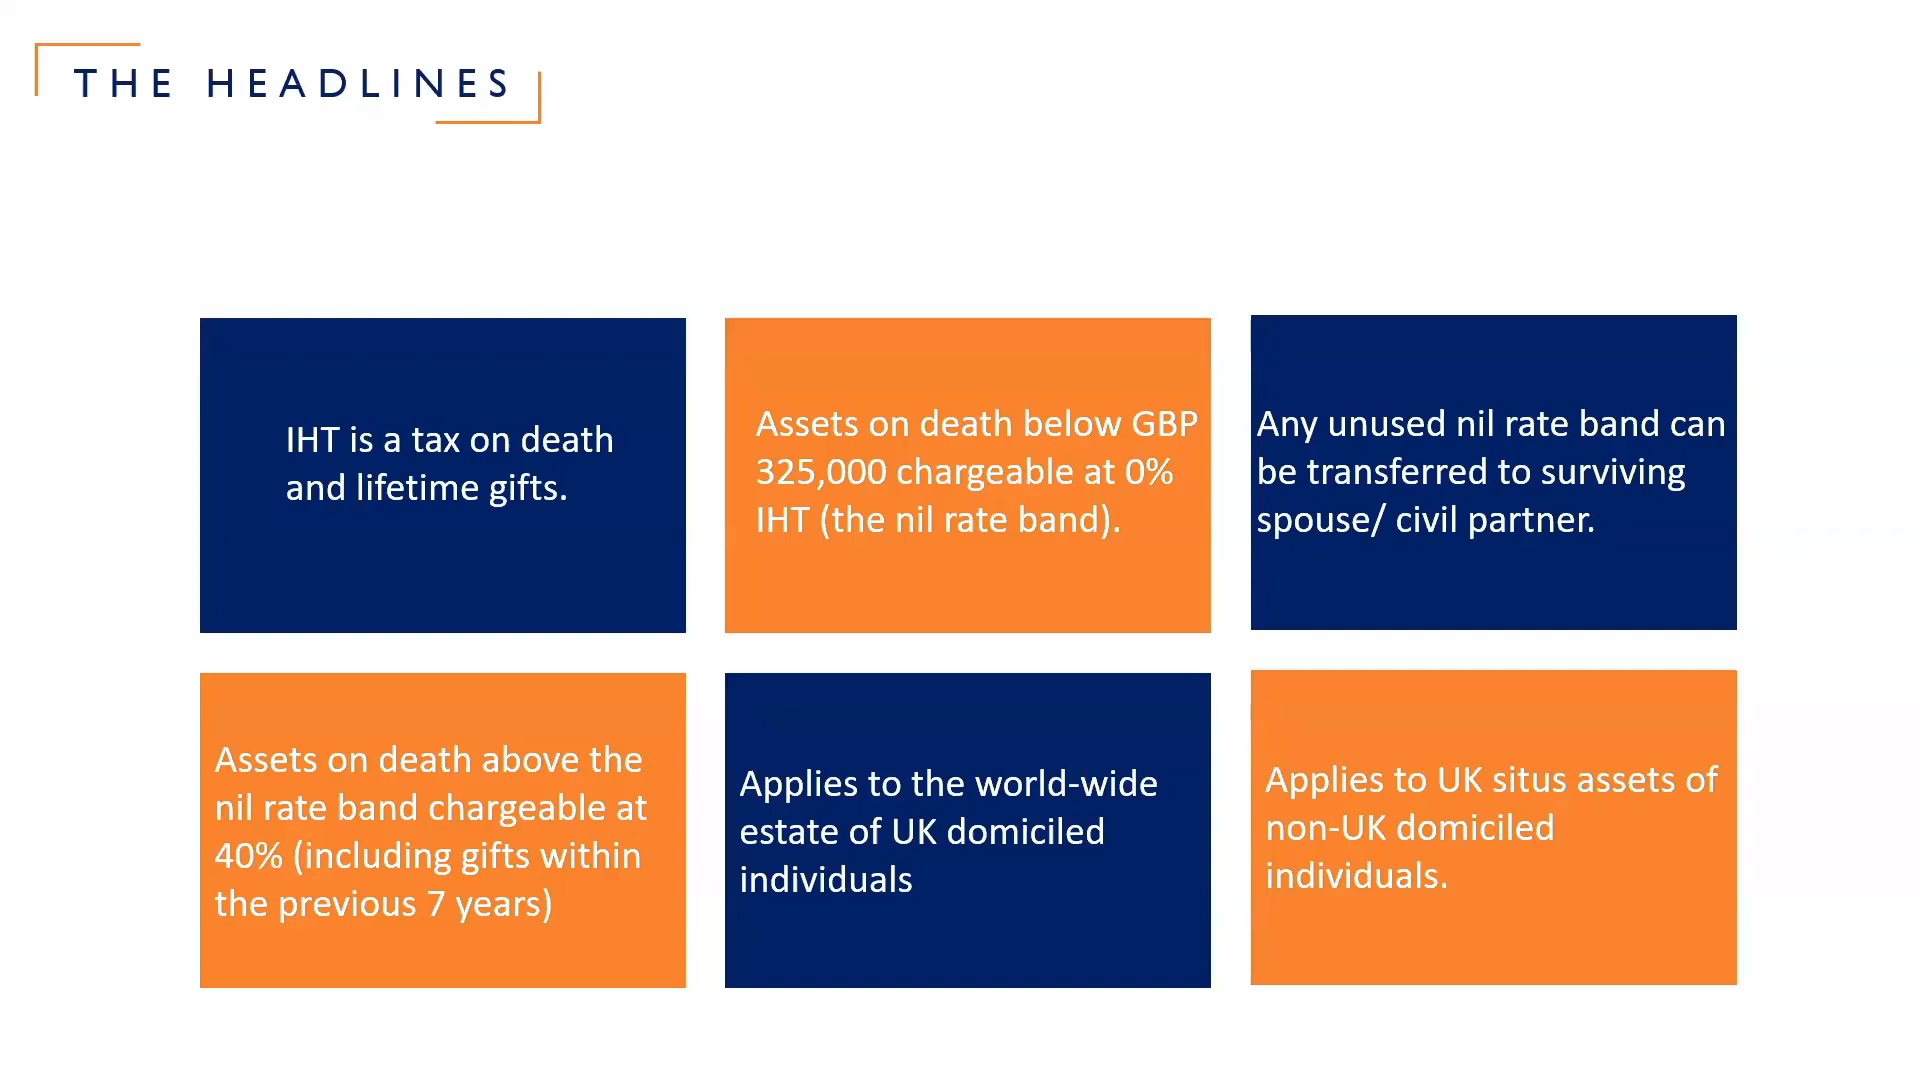 THE HEADLINES
IHT is a tax on death
and lifetime gifts.
Assets on death below GBP
325,000 chargeable at 0%
IHT (the nil rate band).
Any unused nil rate band can
be transferred to surviving
spouse/ civil partner.
Assets on death above the
nil rate band chargeable at
40% (including gifts within
the previous 7 years)
Applies to the world-wide
estate of UK domiciled
individuals
Applies to UK situs assets of
non-UK domiciled
individuals.